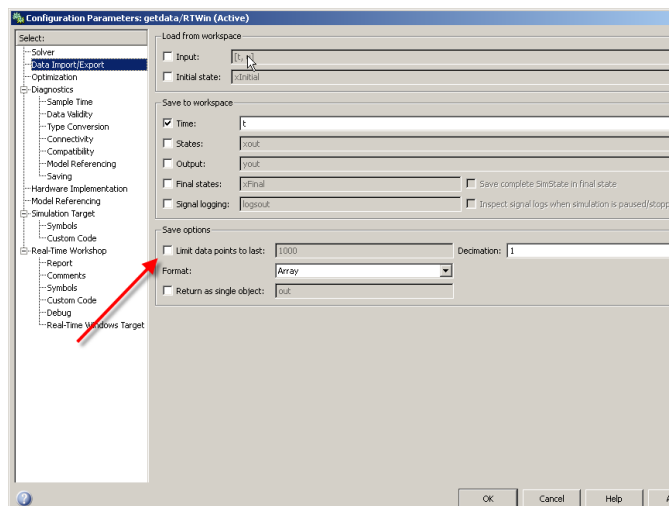 Configuration Parameters: getdata/RTWin (Active)
Select:
Solver
Data Import/Export
Optimization
Diagnostics
Sample Time
Data Validity
Type Conversion
Connectivity
Compatibility
Model Referencing
Saving
Hardware Implementation
Model Referencing
Simulation Target
Symbols
Custom Code
Real-Time Workshop
Report
Comments
Symbols
Custom Code
Debug
Real-Time Windows Target
Load from workspace
Input:
Initial state: xInitial
Save to workspace
Time: t
States: xout
Output: yout
Final states: xFinal Save complete SimState in final state
Signal logging: logsout Inspect signal logs when simulation is paused/stopp
Save options
Limit data points to last: 1000 Decimation: 1
Format: Array
Return as single object: out
OK Cancel Help A